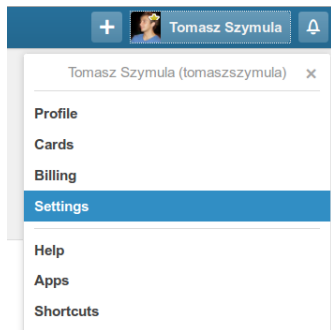 Tomasz Szymula
Tomasz Szymula (tomaszszymula)
Profile
Cards
Billing
Settings
Help
Apps
Shortcuts